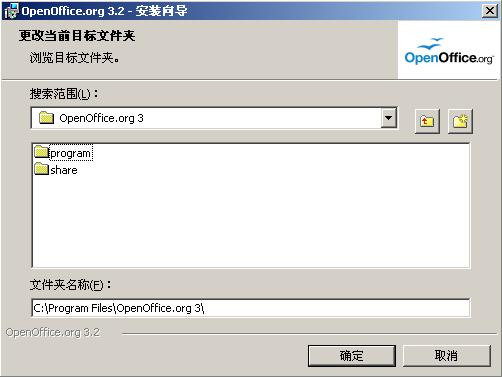 OpenOffice.org 3.2 - 安装向导
更改当前目标文件夹
浏览目标文件夹。
OpenOffice.org
搜索范围(L)：
OpenOffice.org 3
program
share
文件夹名称(F)：
C:\Program Files\OpenOffice.org 3\
OpenOffice.org 3.2
确定
取消